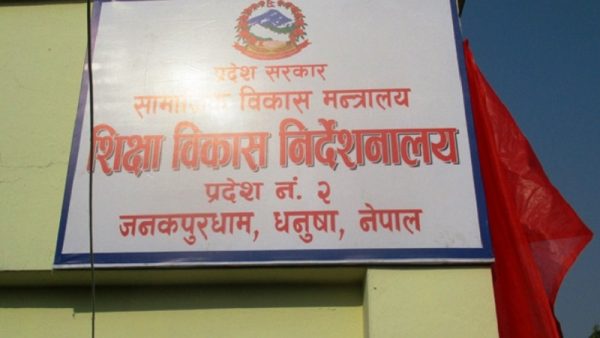 प्रदेश सरकार
सामाजिक विकास मन्त्रालय
शिक्षा विकास निर्देशनालय
प्रदेश नं. २
जनकपुरधाम, धनुषा, नेपाल